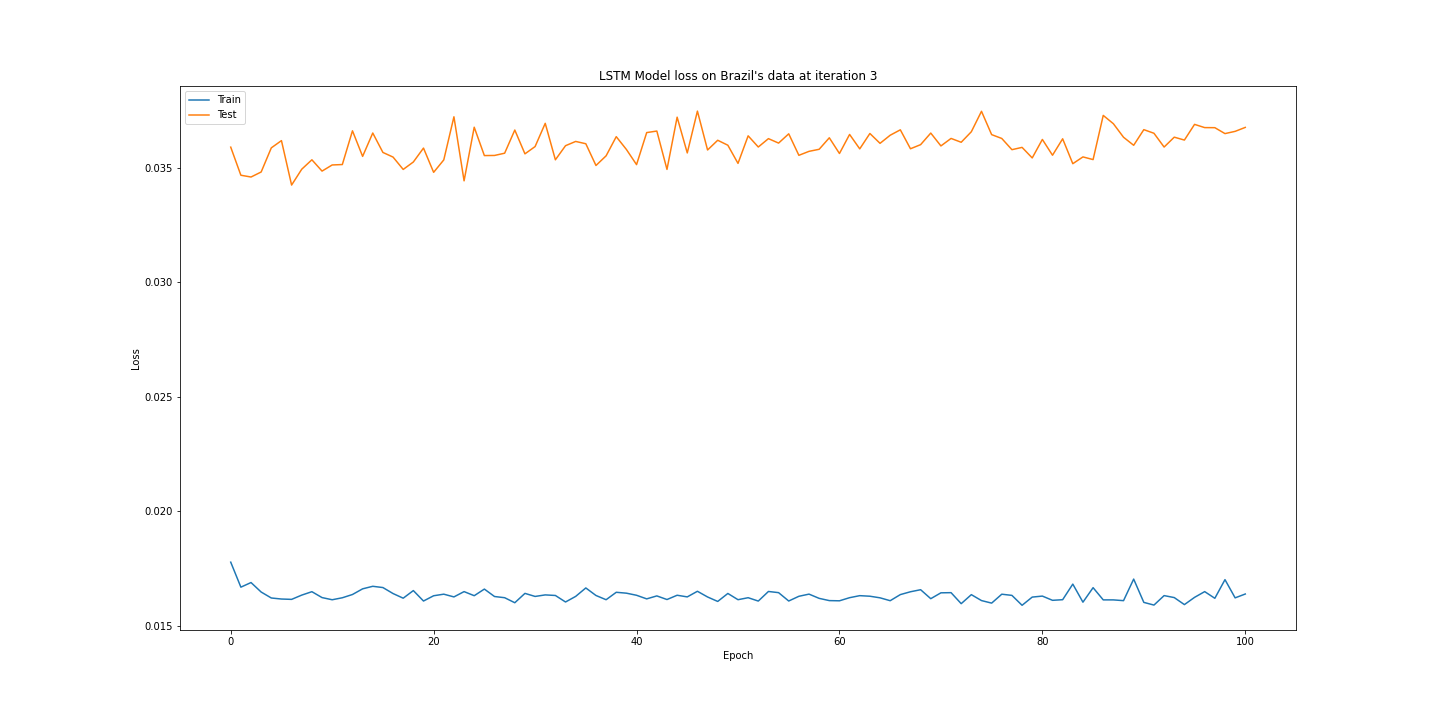 LSTM Model loss on Brazil's data at iteration 3
Train
Test
0.035
0.030
0.025
0.020
0.015
Loss
0 20 40 60 80 100
Epoch